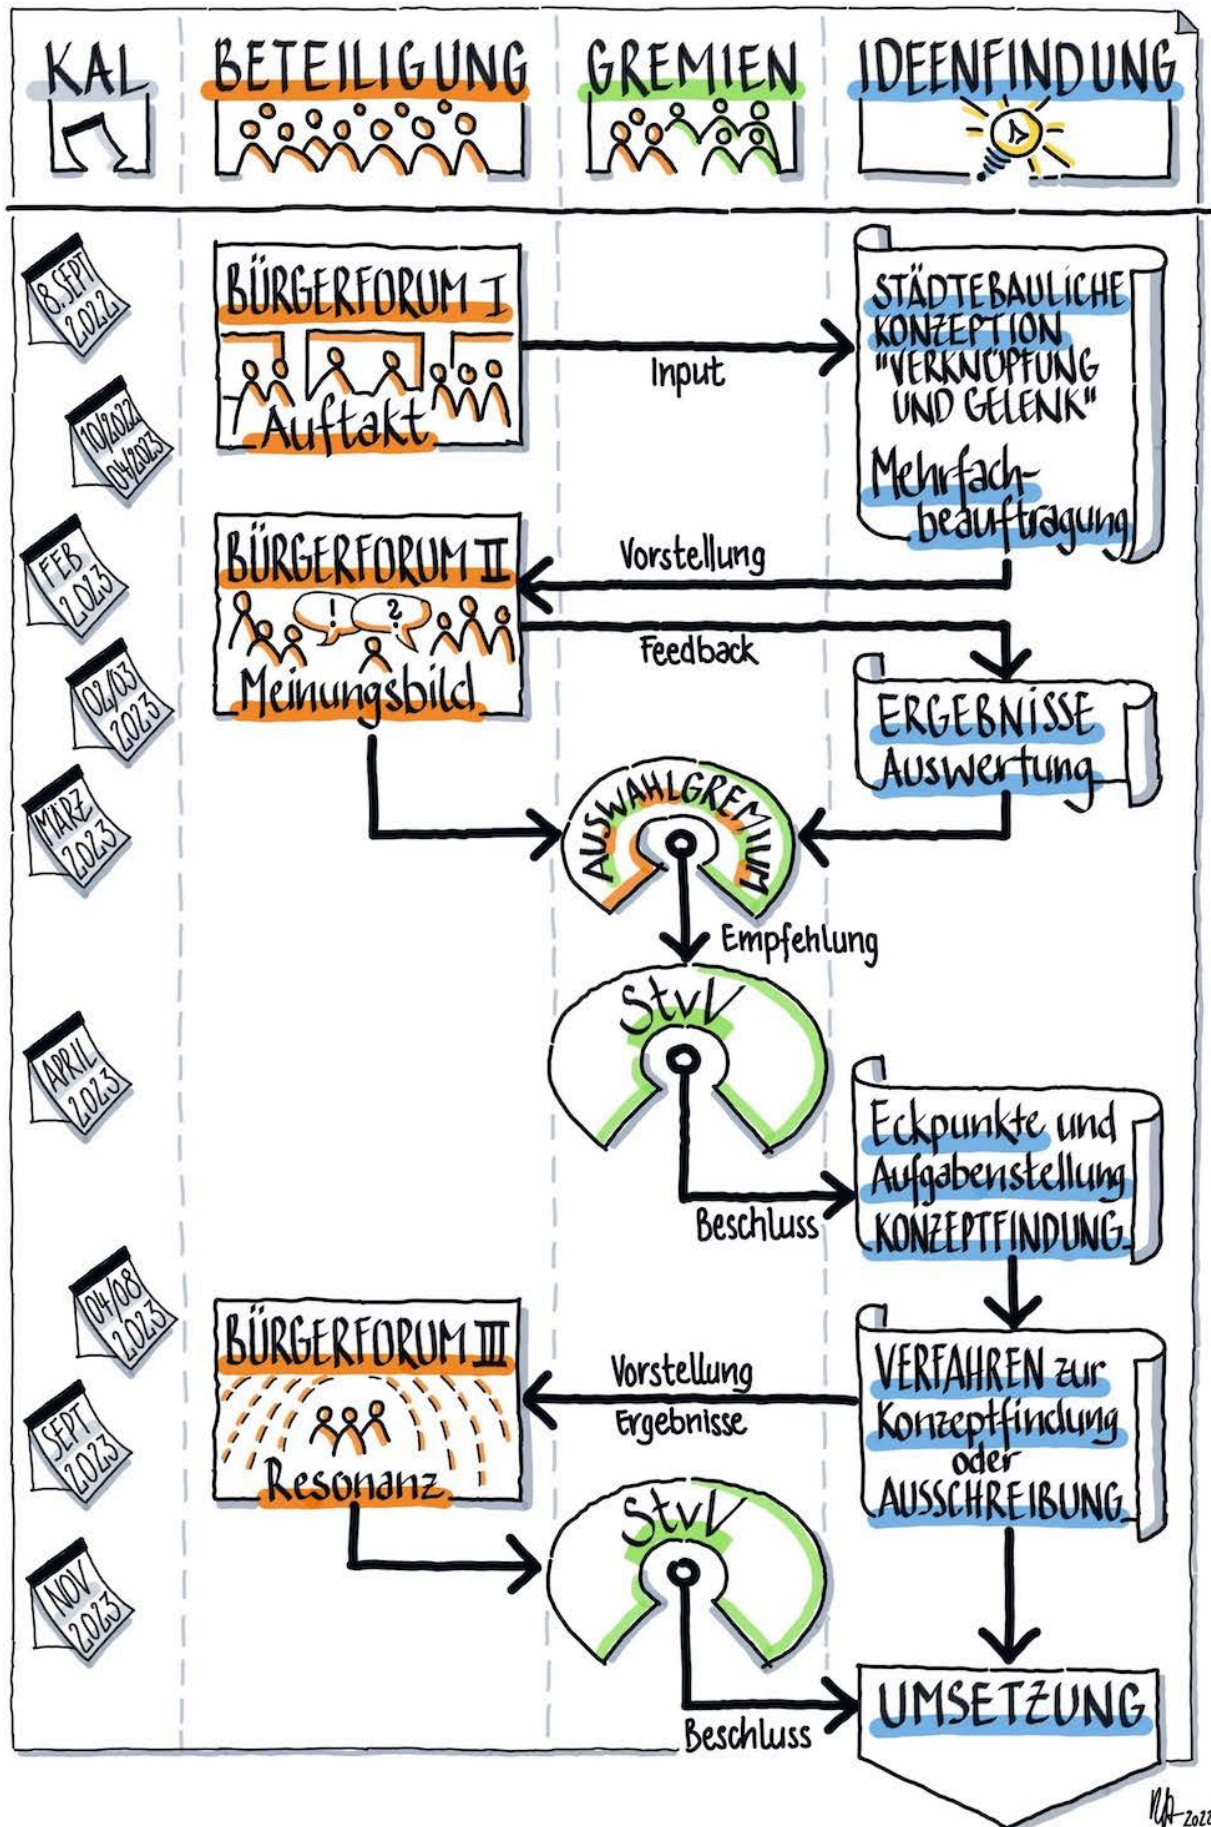 KAL
BETEILIGUNG
GREMIEN
IDEENFINDUNG
8. SEPT
2022
BÜRGERFORUM I
Auftakt
Input
STÄDTEBAULICHE
KONZEPTION
"VERKNÜPFUNG
UND GELENK"
Mehrfach-
beauftragung
10/2022
04/2023
FEB
2023
BÜRGERFORUM II
!
?
Meinungsbild
Vorstellung
Feedback
02/03
2023
ERGEBNISSE
Auswertung
MÄRZ
2023
AUSWAHLGREMIUM
Empfehlung
StvV
APRIL
2023
Beschluss
Eckpunkte und
Aufgabenstellung
KONZEPTFINDUNG
04/08
2023
BÜRGERFORUM III
Resonanz
Vorstellung
Ergebnisse
VERFAHREN zur
Konzeptfindung
oder
AUSSCHREIBUNG
SEPT
2023
StvV
NOV
2023
Beschluss
UMSETZUNG
2022